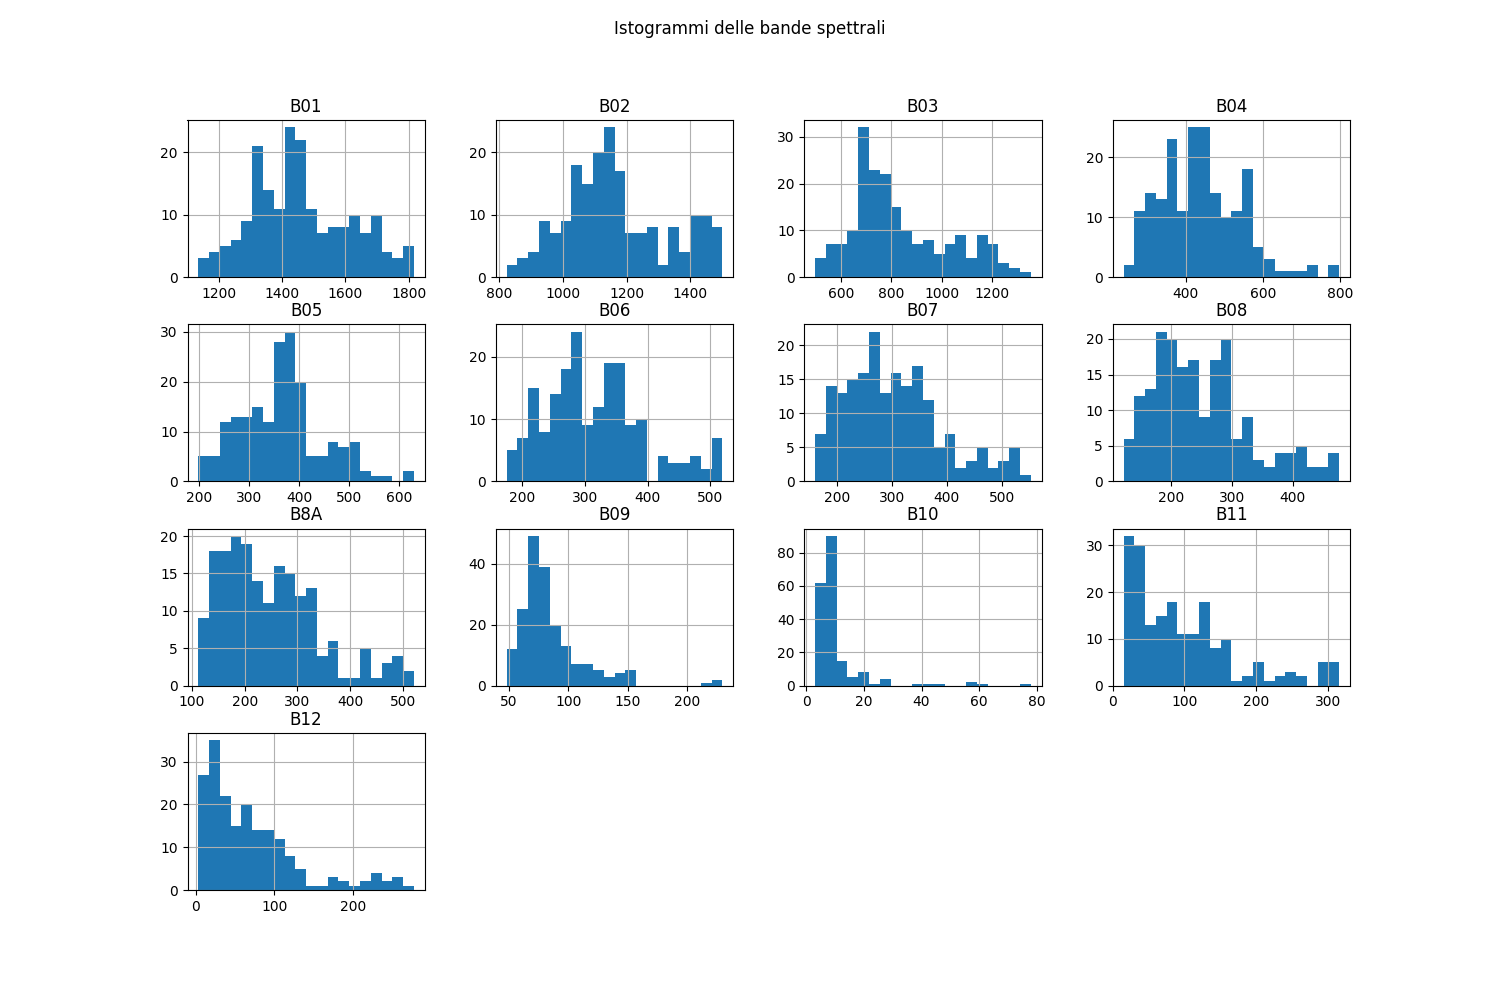 Istogrammi delle bande spettrali
B01 B02 B03 B04
20 10 0 1200 1400 1600 1800
20 10 0 800 1000 1200 1400
30 20 10 0 600 800 1000 1200
20 10 0 400 600 800
B05 B06 B07 B08
30 20 10 0 200 300 400 500 600
20 10 0 200 300 400 500
20 15 10 5 0 200 300 400 500
20 15 10 5 0 200 300 400
B8A B09 B10 B11
20 15 10 5 0 100 200 300 400 500
40 20 0 50 100 150 200
80 60 40 20 0 0 20 40 60 80
30 20 10 0 0 100 200 300
B12
30 20 10 0 0 100 200